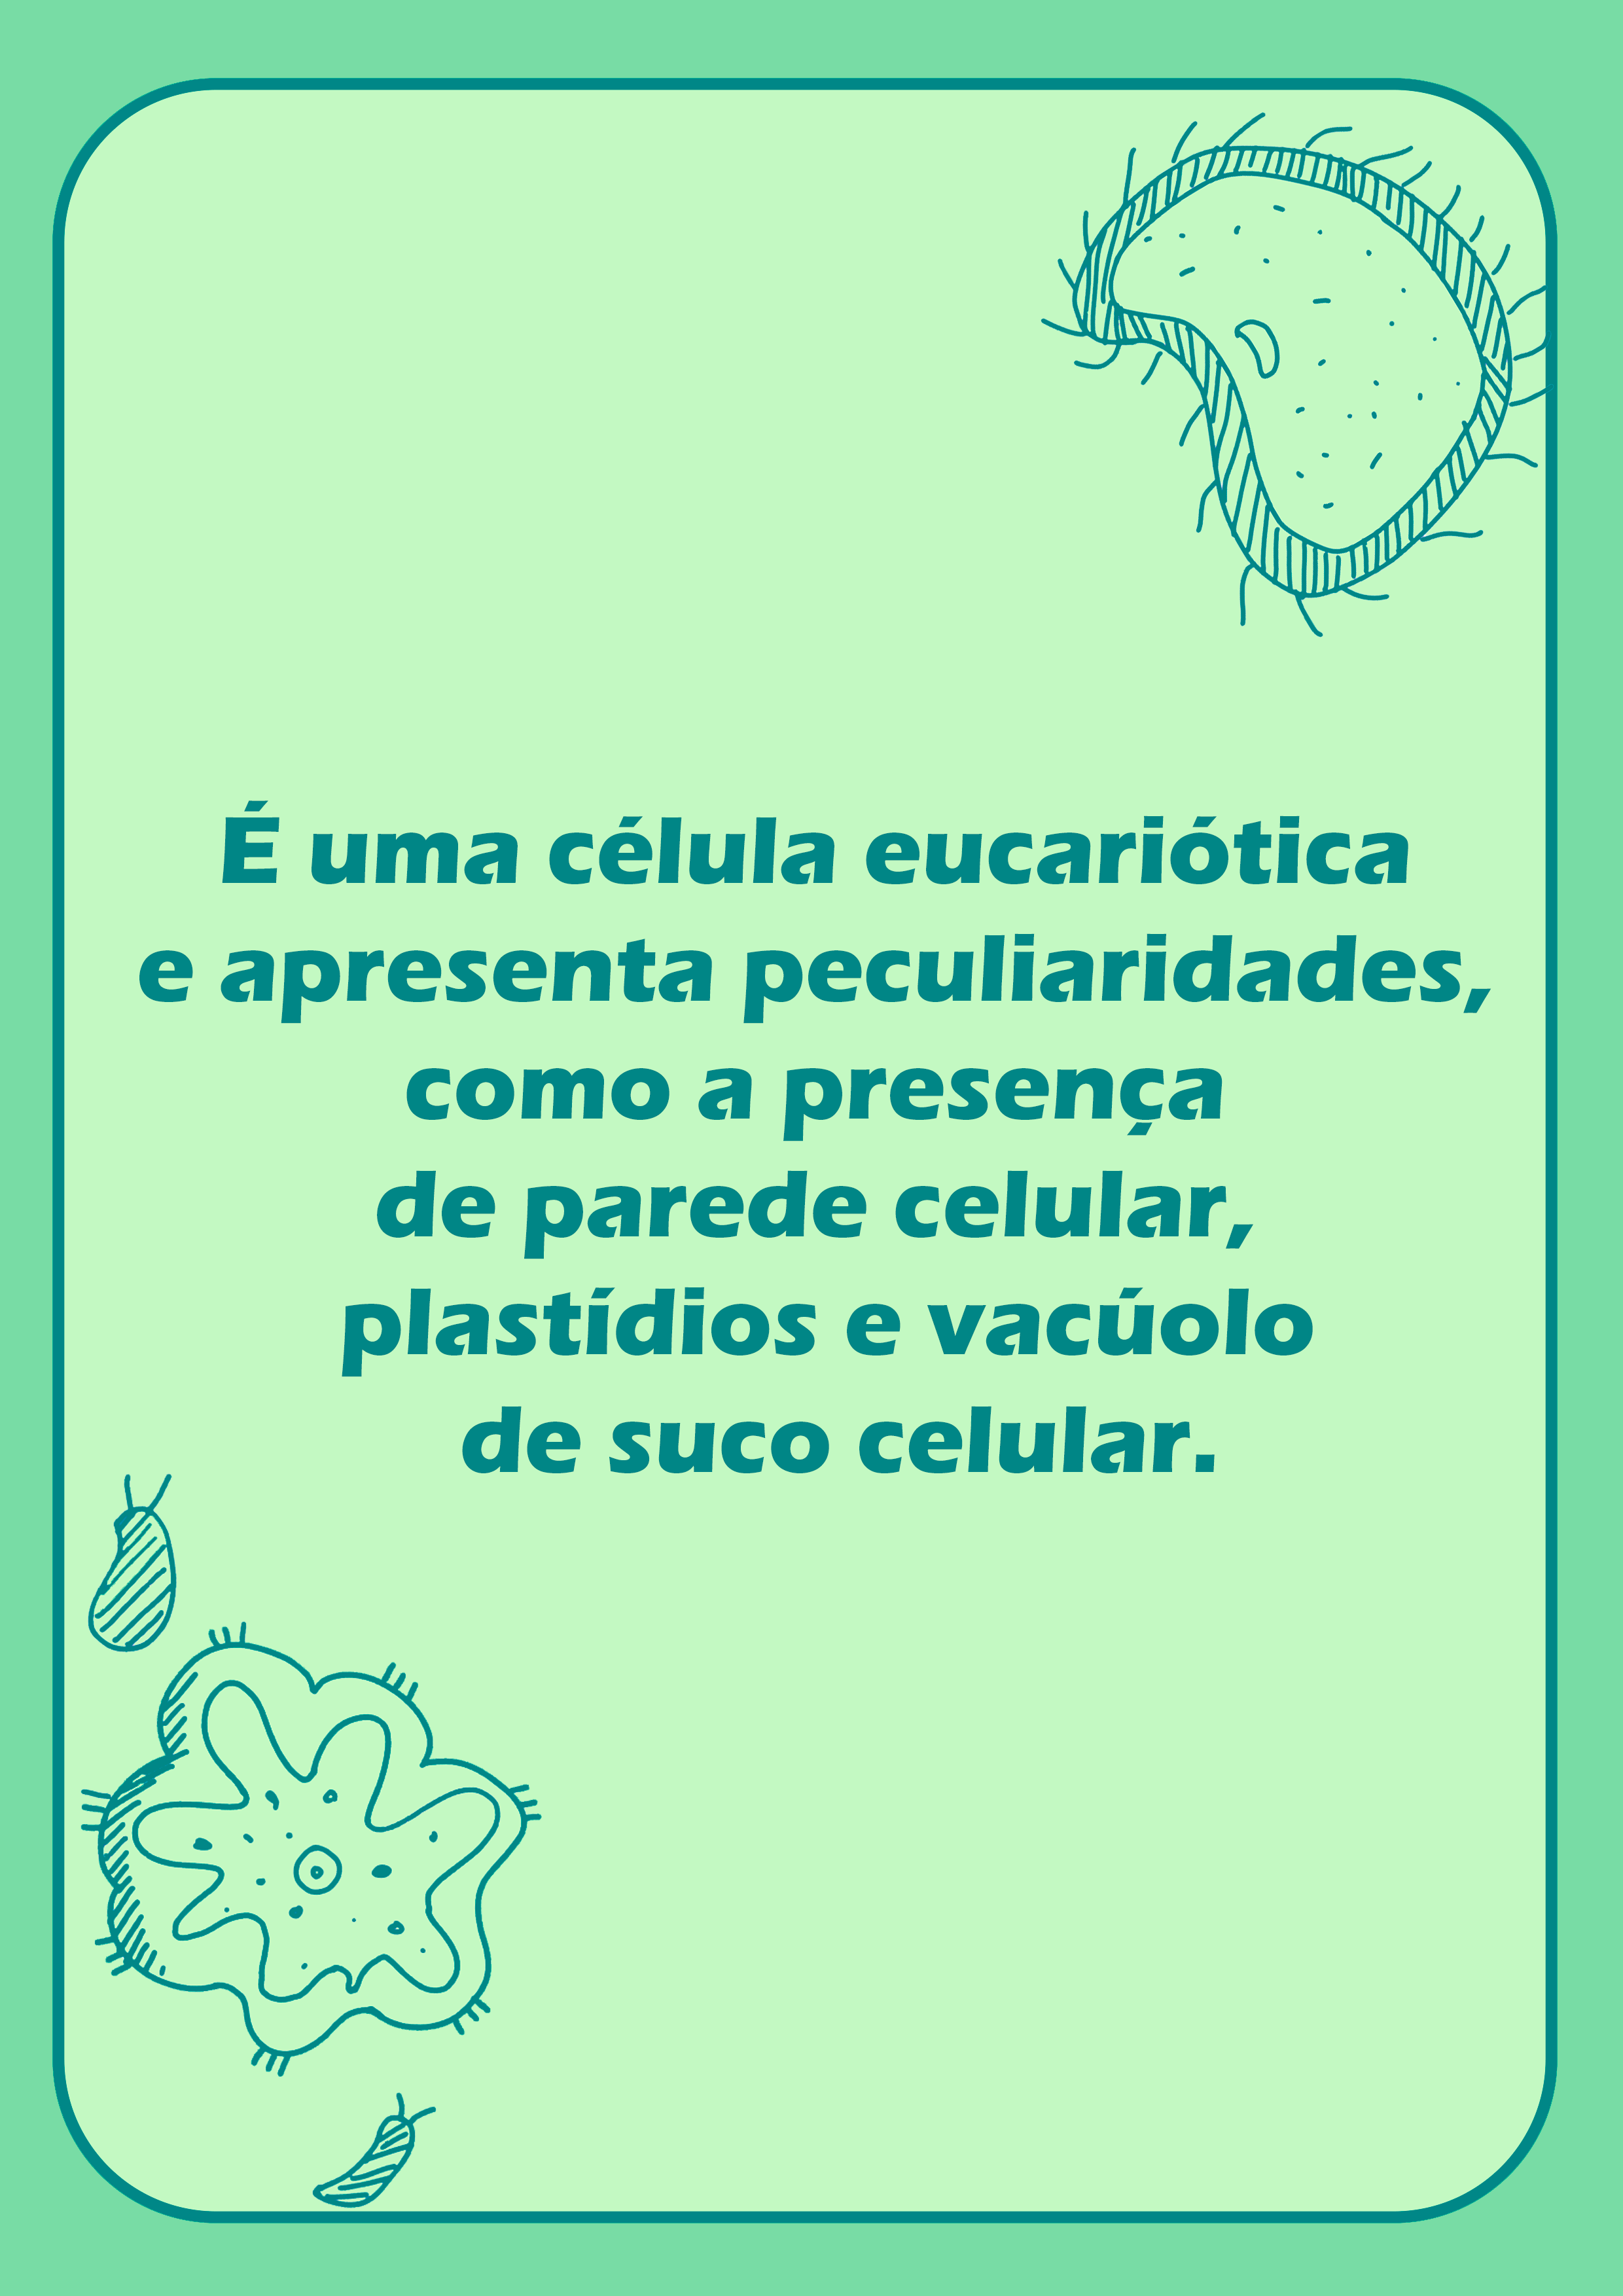 É uma célula eucariótica
e apresenta peculiaridades,
como a presença
de parede celular,
plastídios e vacúolo
de suco celular.